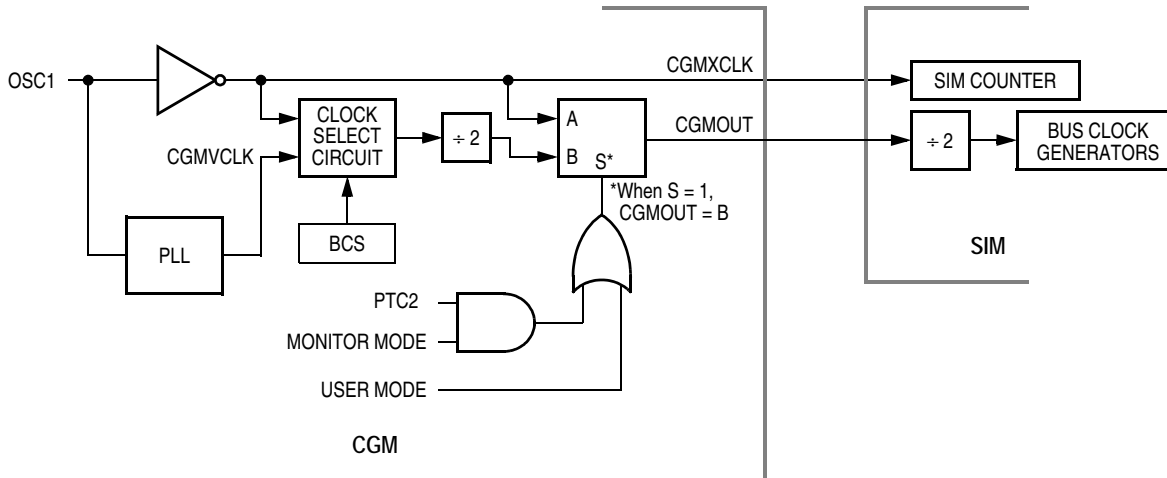 OSC1
CGMXCLK
SIM COUNTER
CLOCK
SELECT
CIRCUIT
÷ 2
A
B
S*
CGMOUT
÷ 2
BUS CLOCK
GENERATORS
CGMVCLK
*When S = 1,
CGMOUT = B
BCS
PLL
SIM
PTC2
MONITOR MODE
USER MODE
CGM